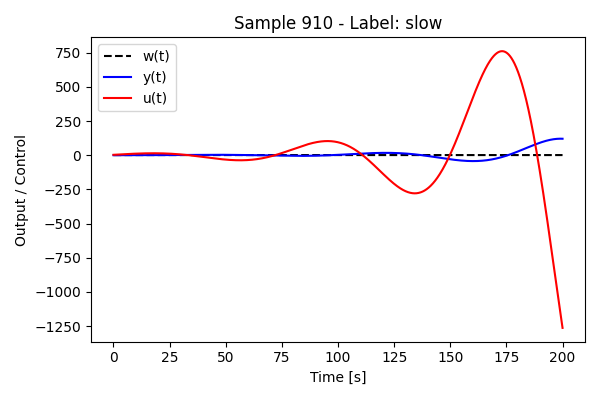 Sample 910 - Label: slow
w(t)
y(t)
u(t)
Output / Control
750
500
250
0
−250
−500
−750
−1000
−1250
0 25 50 75 100 125 150 175 200
Time [s]